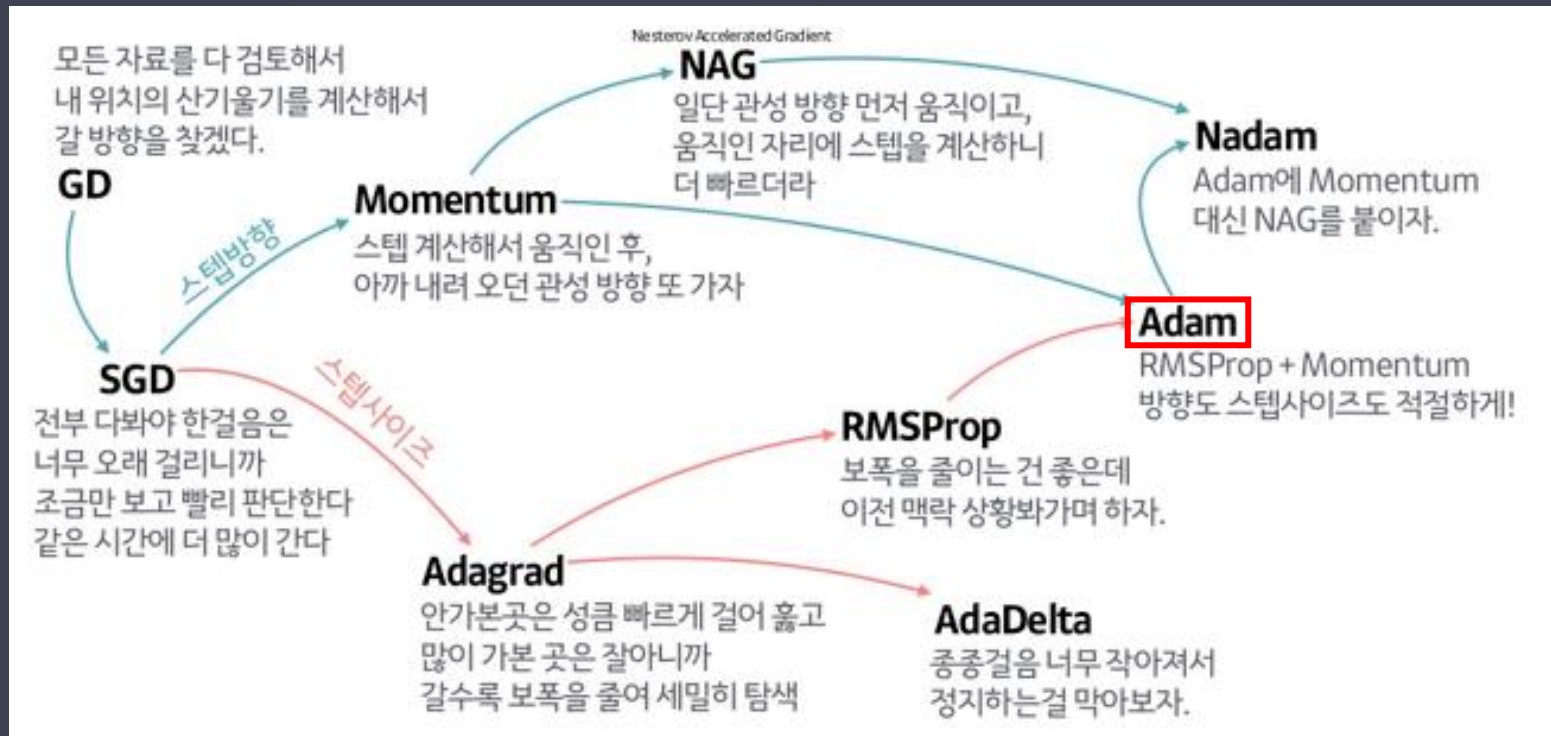 모든 자료를 다 검토해서
내 위치의 산기울기를 계산해서
갈 방향을 찾겠다.
GD
스텝방향
SGD
전부 다봐야 한걸음은
너무 오래 걸리니까
조금만 보고 빨리 판단한다
같은 시간에 더 많이 간다
Momentum
스텝 계산해서 움직인 후,
아까 내려 오던 관성 방향 또 가자
Nesterov Accelerated Gradient
NAG
일단 관성 방향 먼저 움직이고,
움직인 자리에 스텝을 계산하니
더 빠르더라
Nadam
Adam에 Momentum
대신 NAG를 붙이자.
Adam
RMSProp + Momentum
방향도 스텝사이즈도 적절하게!
스텝사이즈
RMSProp
보폭을 줄이는 건 좋은데
이전 맥락 상황봐가며 하자.
Adagrad
안가본곳은 성큼 빠르게 걸어 훓고
많이 가본 곳은 잘아니까
갈수록 보폭을 줄여 세밀히 탐색
AdaDelta
종종걸음 너무 작아져서
정지하는걸 막아보자.